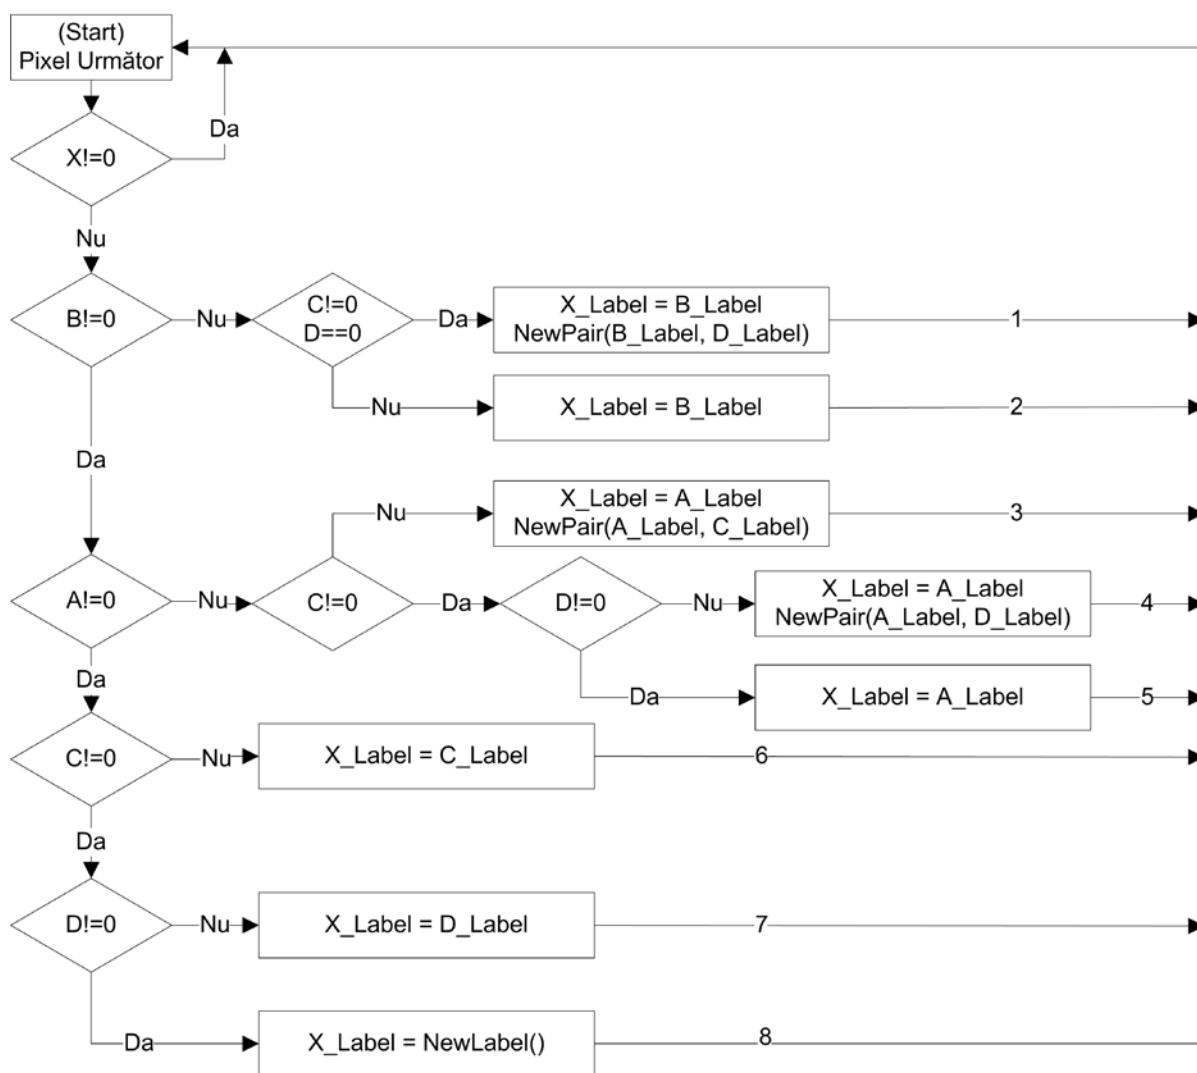 (Start)
Pixel Următor
Da
X!=0
Nu
B!=0
Nu
C!=0
D==0
Da
X_Label = B_Label
NewPair(B_Label, D_Label)
1
Nu
X_Label = B_Label
2
Da
Nu
X_Label = A_Label
NewPair(A_Label, C_Label)
3
A!=0
Nu
C!=0
Da
D!=0
Nu
X_Label = A_Label
NewPair(A_Label, D_Label)
4
Da
Da
X_Label = A_Label
5
C!=0
Nu
X_Label = C_Label
6
Da
D!=0
Nu
X_Label = D_Label
7
Da
X_Label = NewLabel()
8